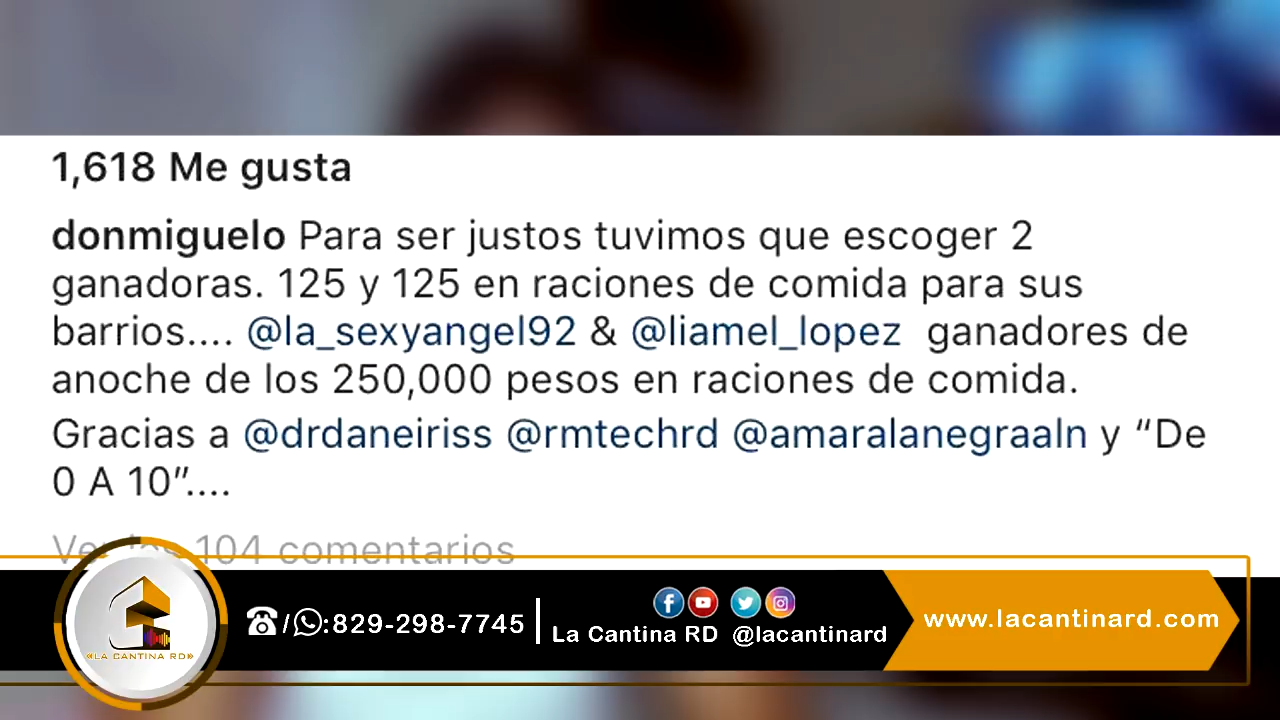 1,618 Me gusta
donmiguelo Para ser justos tuvimos que escoger 2
ganadoras. 125 y 125 en raciones de comida para sus
barrios.... @la_sexyangel92 & @liamel_lopez ganadores de
anoche de los 250,000 pesos en raciones de comida.
Gracias a @drdaneiriss @rmtechrd @amaralanegraaln y “De
0 A 10”....
Ver los 104 comentarios
«LA CANTINA RD»
/ :829-298-7745
La Cantina RD @lacantinard
www.lacantinard.com